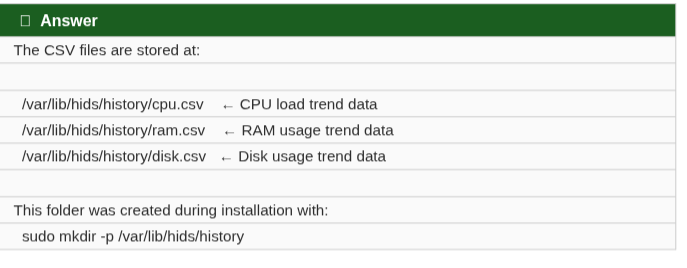 Answer
The CSV files are stored at:
/var/lib/hids/history/cpu.csv ← CPU load trend data
/var/lib/hids/history/ram.csv ← RAM usage trend data
/var/lib/hids/history/disk.csv ← Disk usage trend data
This folder was created during installation with:
sudo mkdir -p /var/lib/hids/history